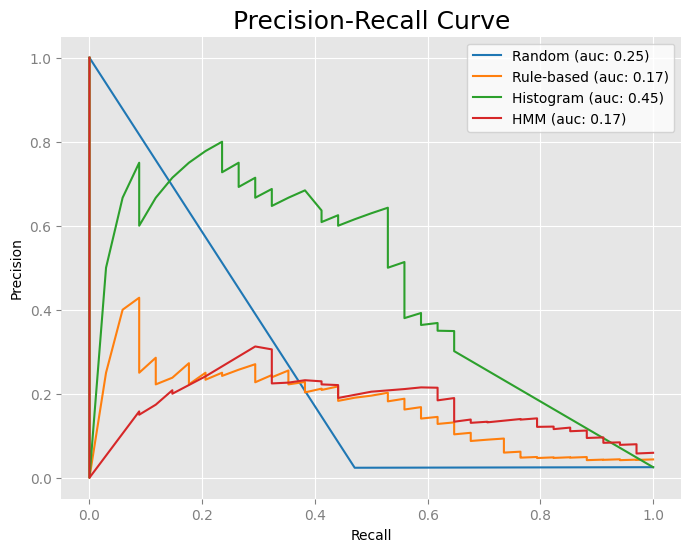 Precision-Recall Curve
Random (auc: 0.25)
Rule-based (auc: 0.17)
Histogram (auc: 0.45)
HMM (auc: 0.17)
1.0
0.8
0.6
0.4
0.2
0.0
Precision
0.0 0.2 0.4 0.6 0.8 1.0
Recall